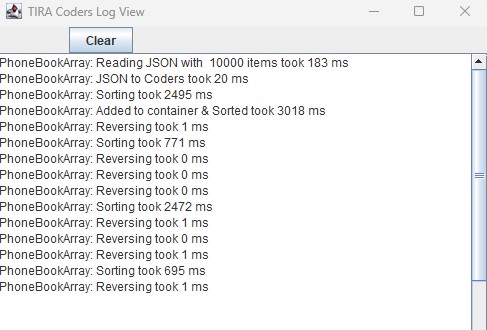 TIRA Coders Log View
Clear
PhoneBookArray: Reading JSON with  10000 items took 183 ms
PhoneBookArray: JSON to Coders took 20 ms
PhoneBookArray: Sorting took 2495 ms
PhoneBookArray: Added to container & Sorted took 3018 ms
PhoneBookArray: Reversing took 1 ms
PhoneBookArray: Sorting took 771 ms
PhoneBookArray: Reversing took 0 ms
PhoneBookArray: Reversing took 0 ms
PhoneBookArray: Reversing took 0 ms
PhoneBookArray: Sorting took 2472 ms
PhoneBookArray: Reversing took 1 ms
PhoneBookArray: Reversing took 0 ms
PhoneBookArray: Reversing took 1 ms
PhoneBookArray: Sorting took 695 ms
PhoneBookArray: Reversing took 1 ms